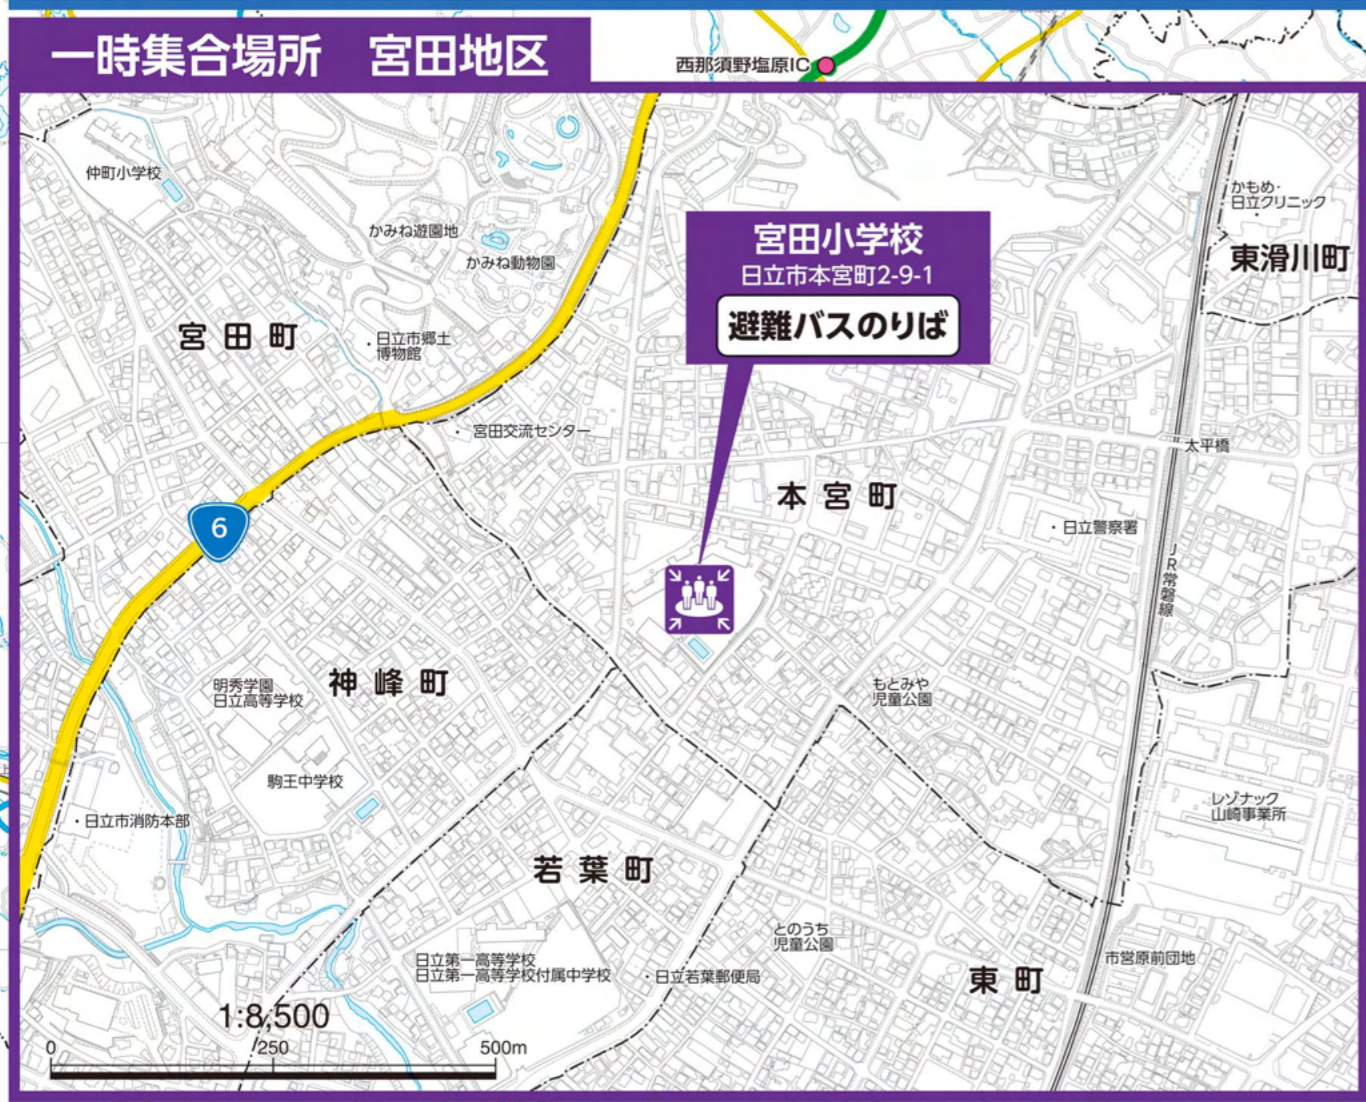 一時集合場所 宮田地区
西那須野塩原IC
仲町小学校
かみね遊園地
かみね動物園
宮田小学校
日立市本宮町2-9-1
避難バスのりば
かもめ・
日立クリニック
東滑川町
宮田町
日立市郷土
博物館
宮田交流センター
太平橋
本宮町
6
日立警察署
JR常磐線
明秀学園
日立高等学校
神峰町
もとみや
児童公園
駒王中学校
日立市消防本部
レゾナック
山崎事業所
若葉町
とのうち
児童公園
日立第一高等学校
日立第一高等学校付属中学校
日立若葉郵便局
東町
市営原前団地
1:8,500
0 250 500m